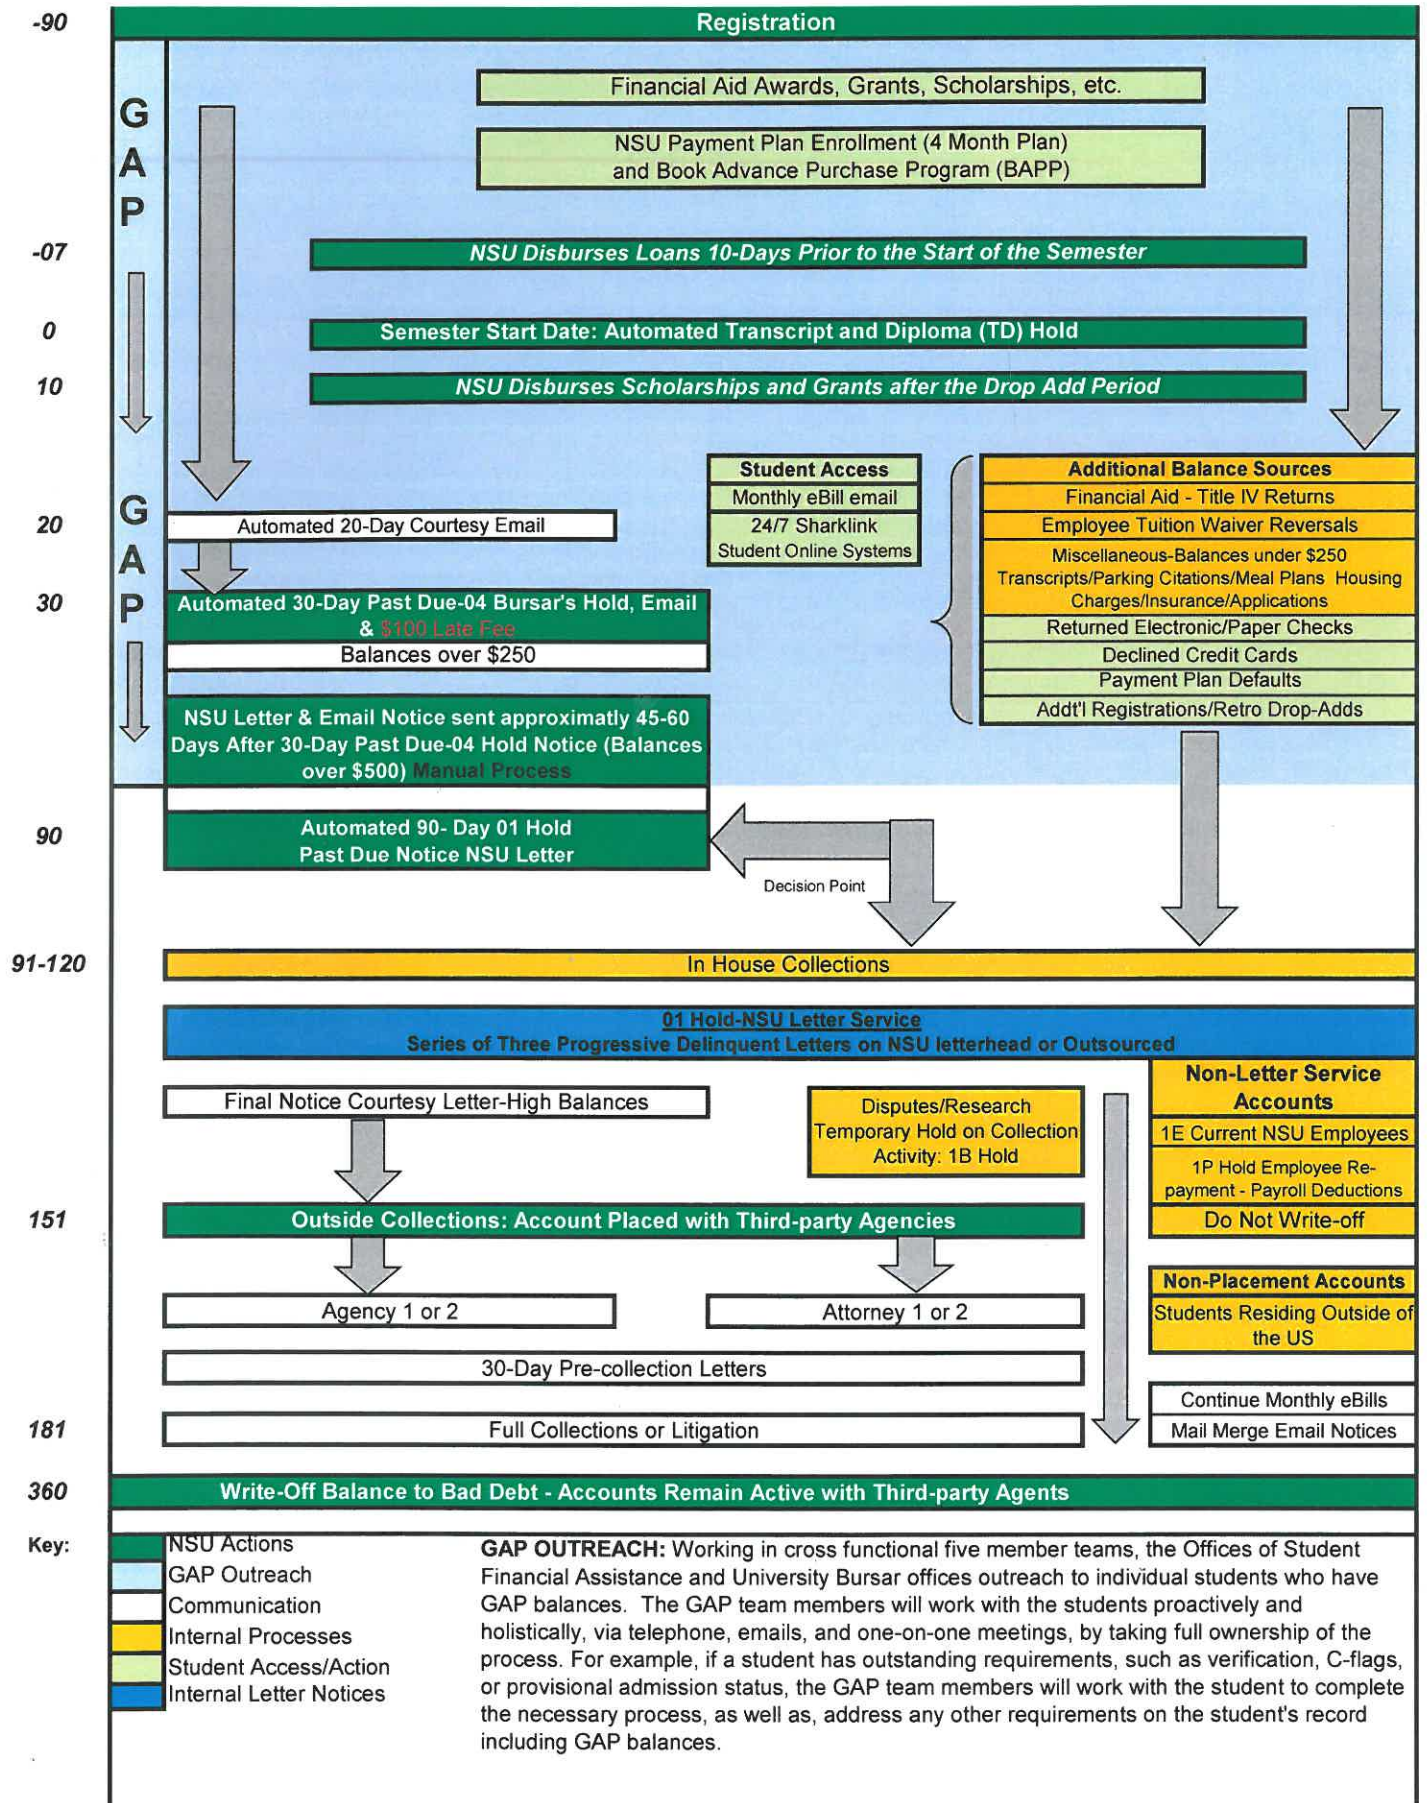 -90
Registration
G
A
P
Financial Aid Awards, Grants, Scholarships, etc.
NSU Payment Plan Enrollment (4 Month Plan)
and Book Advance Purchase Program (BAPP)
-07
NSU Disburses Loans 10-Days Prior to the Start of the Semester
0
Semester Start Date: Automated Transcript and Diploma (TD) Hold
10
NSU Disburses Scholarships and Grants after the Drop Add Period
G
A
P
Student Access
Monthly eBill email
24/7 Sharklink
Student Online Systems
Additional Balance Sources
Financial Aid - Title IV Returns
Employee Tuition Waiver Reversals
Miscellaneous-Balances under $250
Transcripts/Parking Citations/Meal Plans Housing
Charges/Insurance/Applications
Returned Electronic/Paper Checks
Declined Credit Cards
Payment Plan Defaults
Addt'l Registrations/Retro Drop-Adds
20
Automated 20-Day Courtesy Email
30
Automated 30-Day Past Due-04 Bursar's Hold, Email
& $100 Late Fee
Balances over $250
NSU Letter & Email Notice sent approximatly 45-60
Days After 30-Day Past Due-04 Hold Notice (Balances
over $500) Manual Process
90
Automated 90- Day 01 Hold
Past Due Notice NSU Letter
Decision Point
91-120
In House Collections
01 Hold-NSU Letter Service
Series of Three Progressive Delinquent Letters on NSU letterhead or Outsourced
Final Notice Courtesy Letter-High Balances
Disputes/Research
Temporary Hold on Collection
Activity: 1B Hold
Non-Letter Service
Accounts
1E Current NSU Employees
1P Hold Employee Re-
payment - Payroll Deductions
Do Not Write-off
151
Outside Collections: Account Placed with Third-party Agencies
Agency 1 or 2
Attorney 1 or 2
Non-Placement Accounts
Students Residing Outside of
the US
30-Day Pre-collection Letters
Continue Monthly eBills
Mail Merge Email Notices
181
Full Collections or Litigation
360
Write-Off Balance to Bad Debt - Accounts Remain Active with Third-party Agents
Key:
NSU Actions
GAP Outreach
Communication
Internal Processes
Student Access/Action
Internal Letter Notices
GAP OUTREACH: Working in cross functional five member teams, the Offices of Student
Financial Assistance and University Bursar offices outreach to individual students who have
GAP balances. The GAP team members will work with the students proactively and
holistically, via telephone, emails, and one-on-one meetings, by taking full ownership of the
process. For example, if a student has outstanding requirements, such as verification, C-flags,
or provisional admission status, the GAP team members will work with the student to complete
the necessary process, as well as, address any other requirements on the student's record
including GAP balances.